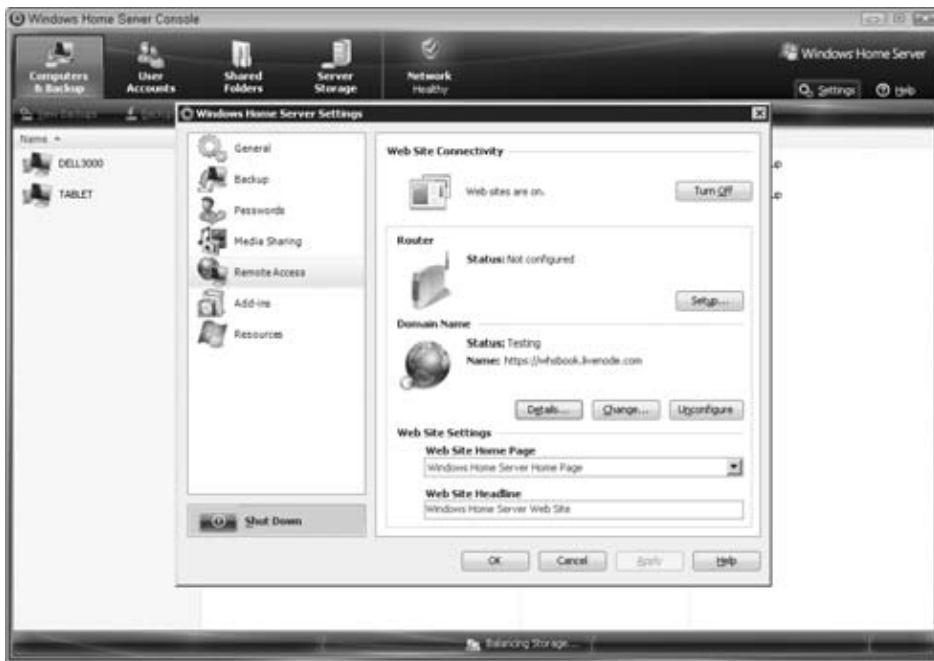 Windows Home Server Console
Computers & Backup
User Accounts
Shared Folders
Server Storage
Network Healthy
Windows Home Server
Settings
Help
Windows Home Server Settings
Name
DELL3000
TABLET
General
Backup
Passwords
Media Sharing
Remote Access
Add-ins
Resources
Shut Down
Web Site Connectivity
Web sites are on.
Turn Off
Router
Status: Not configured
Setup...
Domain Name
Status: Testing
Name: https://whsbook.livenode.com
Details...
Change...
Unconfigure
Web Site Settings
Web Site Home Page
Windows Home Server Home Page
Web Site Headline
Windows Home Server Web Site
OK
Cancel
Apply
Help
Balancing Storage...